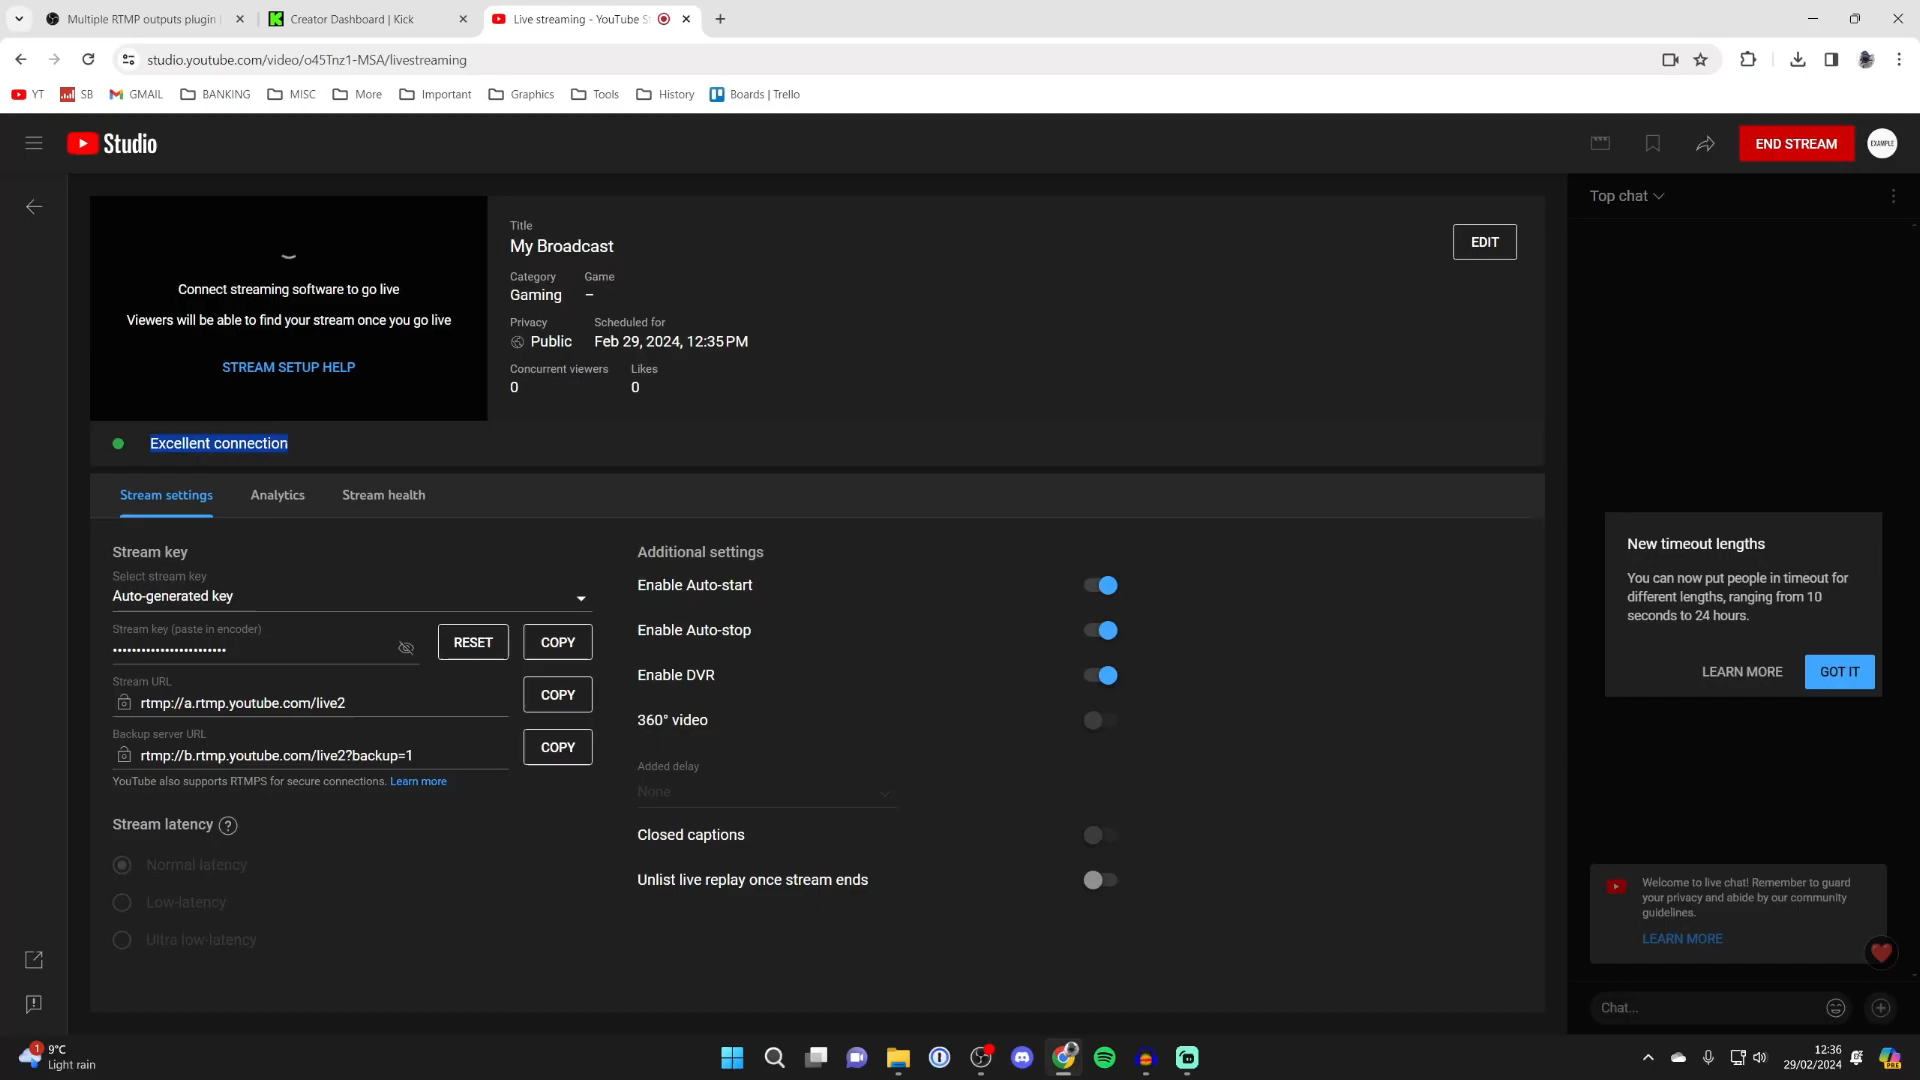 Multiple RTMP outputs plugin
Creator Dashboard | Kick
Live streaming - YouTube S
studio.youtube.com/video/o45Tnz1-MSA/livestreaming
YT
SB
GMAIL
BANKING
MISC
More
Important
Graphics
Tools
History
Boards | Trello
Studio
END STREAM
EXAMPLE
Connect streaming software to go live
Viewers will be able to find your stream once you go live
STREAM SETUP HELP
Title
My Broadcast
EDIT
Category
Game
Gaming
–
Privacy
Scheduled for
Public
Feb 29, 2024, 12:35 PM
Concurrent viewers
Likes
0
0
Excellent connection
Stream settings
Analytics
Stream health
Stream key
Select stream key
Auto-generated key
Stream key (paste in encoder)
••••••••••••••••••••••••
RESET
COPY
Stream URL
rtmp://a.rtmp.youtube.com/live2
COPY
Backup server URL
rtmp://b.rtmp.youtube.com/live2?backup=1
COPY
YouTube also supports RTMPS for secure connections. Learn more
Stream latency
?
Normal latency
Low-latency
Ultra low-latency
Additional settings
Enable Auto-start
Enable Auto-stop
Enable DVR
360° video
Added delay
None
Closed captions
Unlist live replay once stream ends
Top chat
New timeout lengths
You can now put people in timeout for
different lengths, ranging from 10
seconds to 24 hours.
LEARN MORE
GOT IT
Welcome to live chat! Remember to guard
your privacy and abide by our community
guidelines.
LEARN MORE
Chat...
1
9°C
Light rain
12:36
29/02/2024
PRE